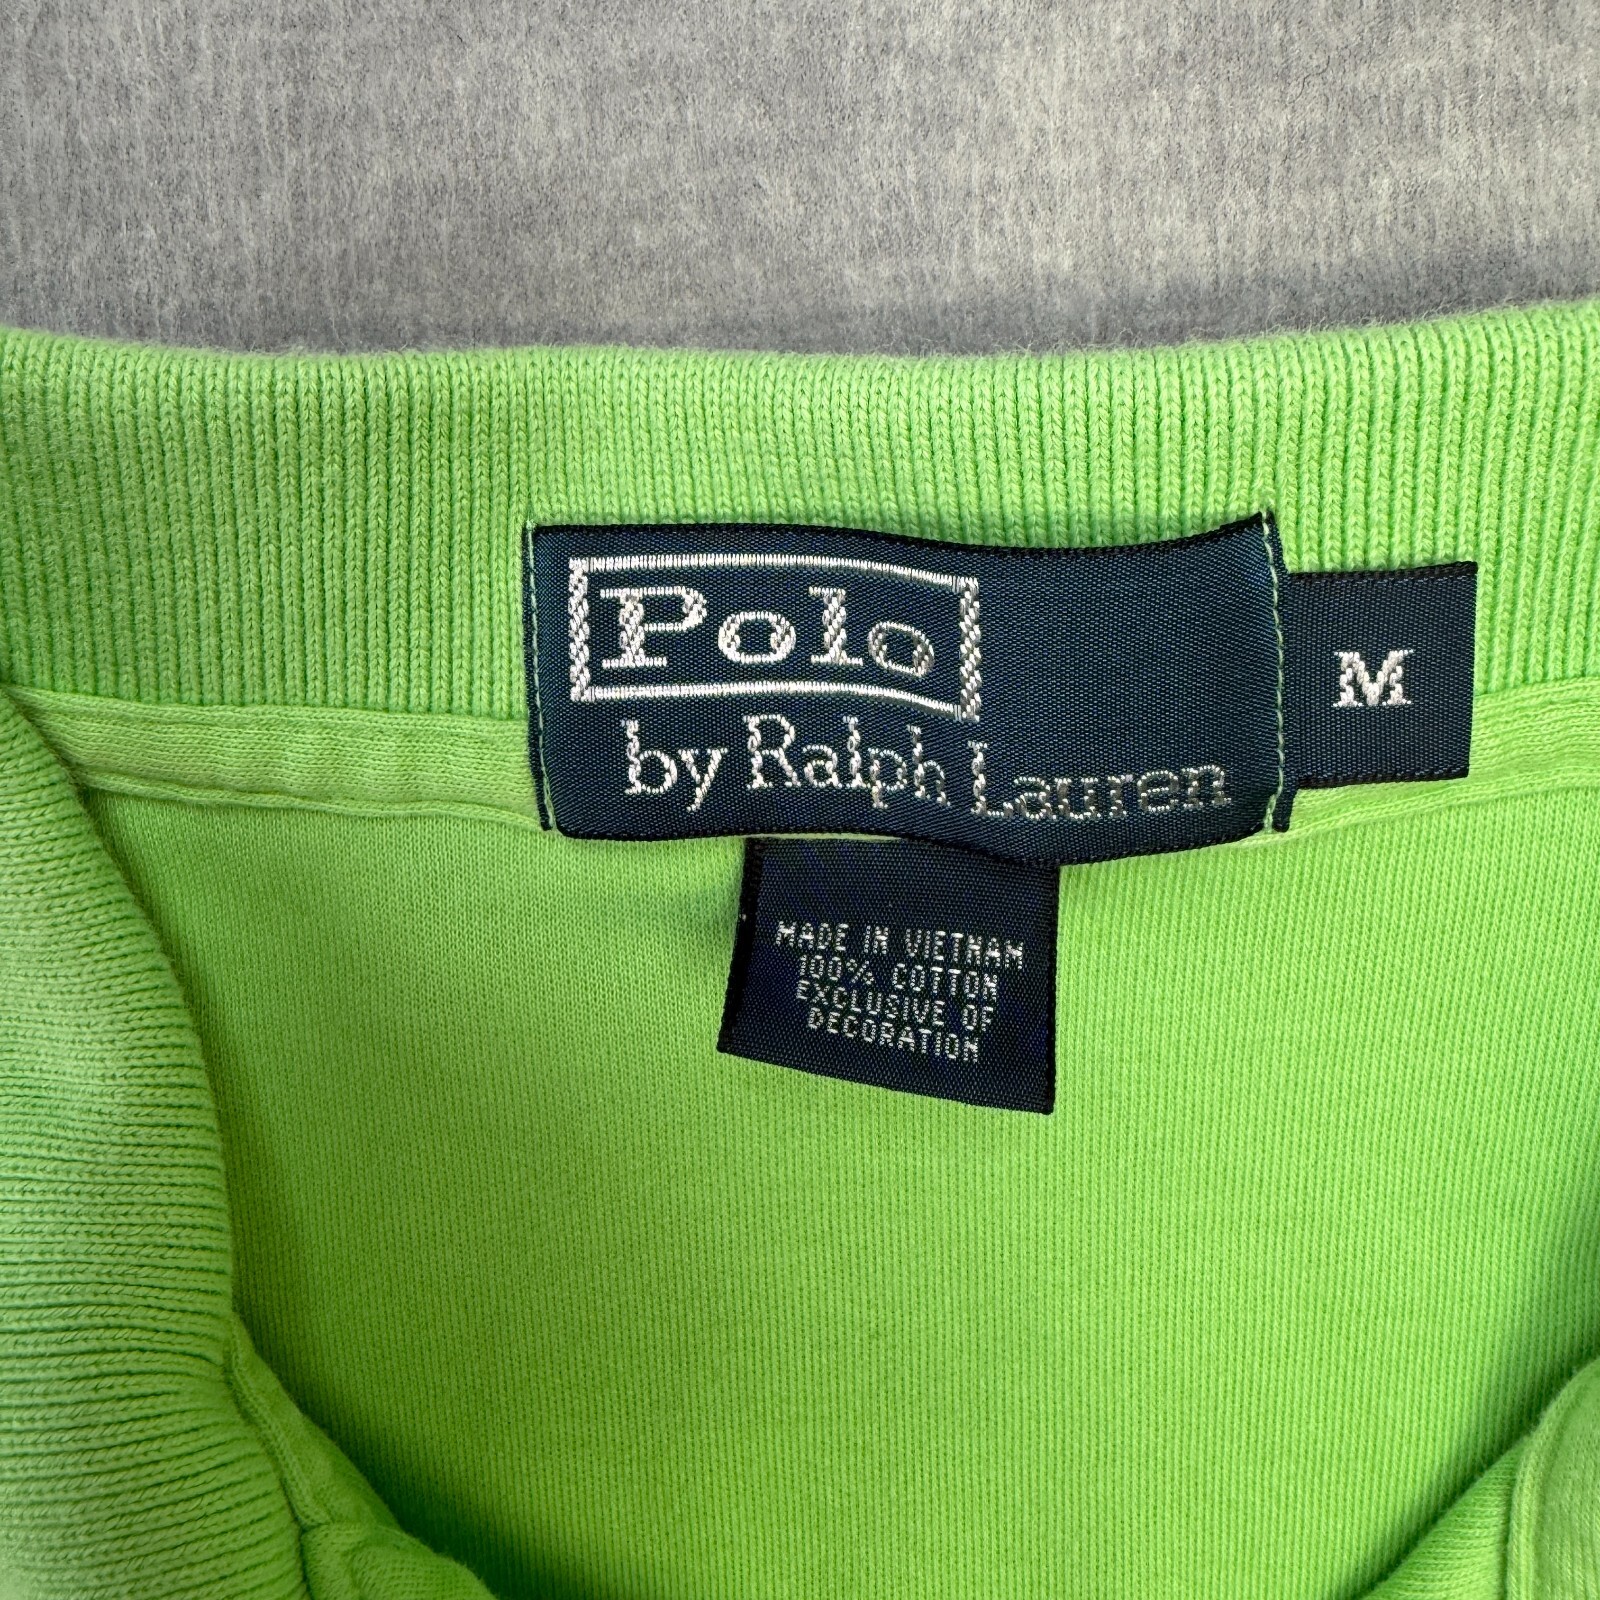 Polo
by Ralph Lauren
M
MADE IN VIETNAM
100% COTTON
EXCLUSIVE OF
DECORATION